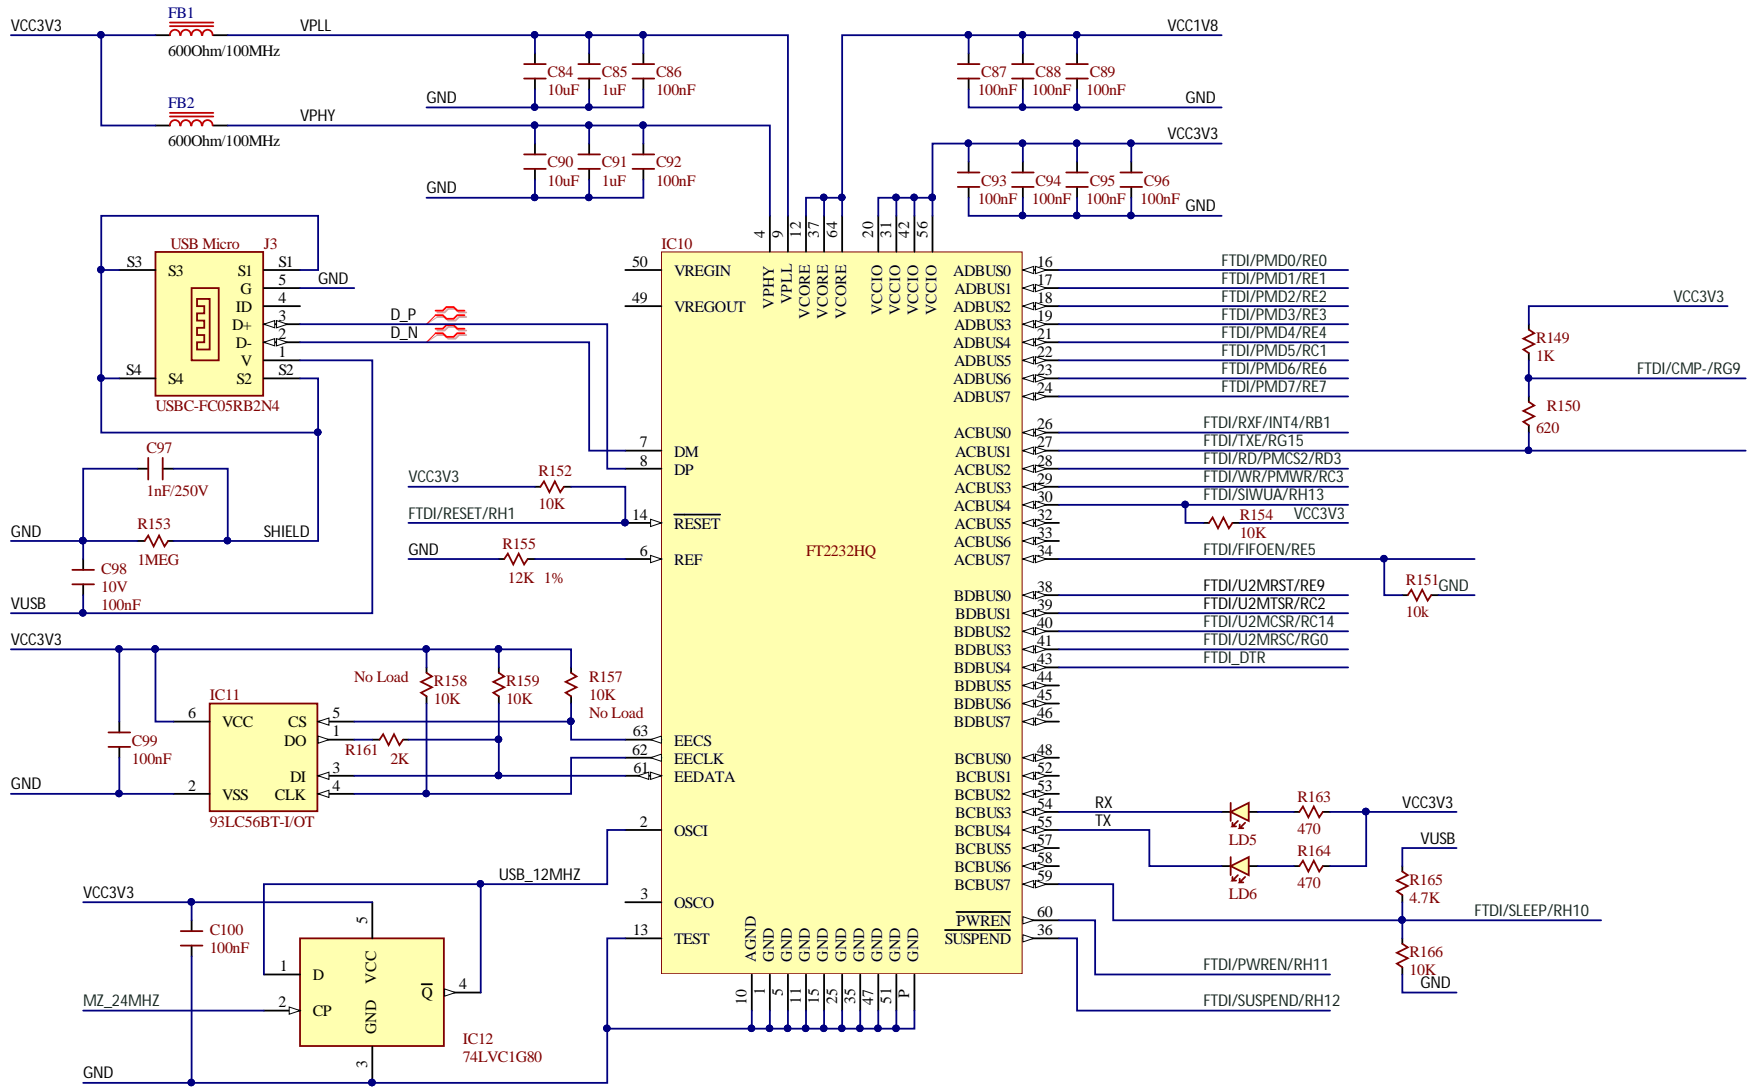 VCC3V3
FB1
600Ohm/100MHz
VPLL
C84
10uF
C85
1uF
C86
100nF
GND
FB2
600Ohm/100MHz
VPHY
C90
10uF
C91
1uF
C92
100nF
GND
VCC1V8
C87
100nF
C88
100nF
C89
100nF
GND
VCC3V3
C93
100nF
C94
100nF
C95
100nF
C96
100nF
GND
USB Micro
J3
S3
S3
S4
S4
S1
S1
G
5
GND
ID
4
D+
3
D_P
D-
2
D_N
V
1
S2
S2
USBC-FC05RB2N4
C97
1nF/250V
GND
R153
1MEG
SHIELD
C98
10V
100nF
VUSB
VCC3V3
R152
10K
FTDI/RESET/RH1
GND
R155
12K 1%
IC10
FT2232HQ
4
VPHY
9
VPLL
12
VCORE
37
VCORE
64
VCORE
20
VCCIO
31
VCCIO
42
VCCIO
56
VCCIO
50
VREGIN
49
VREGOUT
7
DM
8
DP
14
RESET
6
REF
63
EECS
62
EECLK
61
EEDATA
2
OSCI
3
OSCO
13
TEST
AGND
10
GND
1
GND
5
GND
11
GND
15
GND
25
GND
35
GND
47
GND
51
GND
P
ADBUS0
16
FTDI/PMD0/RE0
ADBUS1
17
FTDI/PMD1/RE1
ADBUS2
18
FTDI/PMD2/RE2
ADBUS3
19
FTDI/PMD3/RE3
ADBUS4
21
FTDI/PMD4/RE4
ADBUS5
22
FTDI/PMD5/RC1
ADBUS6
23
FTDI/PMD6/RE6
ADBUS7
24
FTDI/PMD7/RE7
ACBUS0
26
FTDI/RXF/INT4/RB1
ACBUS1
27
FTDI/TXE/RG15
ACBUS2
28
FTDI/RD/PMCS2/RD3
ACBUS3
29
FTDI/WR/PMWR/RC3
ACBUS4
30
FTDI/SIWUA/RH13
ACBUS5
32
ACBUS6
33
ACBUS7
34
FTDI/FIFOEN/RE5
BDBUS0
38
FTDI/U2MRST/RE9
BDBUS1
39
FTDI/U2MTSR/RC2
BDBUS2
40
FTDI/U2MCSR/RC14
BDBUS3
41
FTDI/U2MRSC/RG0
BDBUS4
43
FTDI_DTR
BDBUS5
44
BDBUS6
45
BDBUS7
46
BCBUS0
48
BCBUS1
52
BCBUS2
53
BCBUS3
54
RX
BCBUS4
55
TX
BCBUS5
57
BCBUS6
58
BCBUS7
59
PWREN
60
SUSPEND
36
FTDI/PWREN/RH11
FTDI/SUSPEND/RH12
VCC3V3
R149
1K
FTDI/CMP-/RG9
R150
620
R154
10K
VCC3V3
R151
10k
GND
LD5
R163
470
VCC3V3
LD6
R164
470
VUSB
R165
4.7K
FTDI/SLEEP/RH10
R166
10K
GND
VCC3V3
No Load
R158
10K
R159
10K
R157
10K
No Load
IC11
6
VCC
CS
5
DO
1
R161
2K
DI
3
CLK
4
2
VSS
93LC56BT-I/OT
C99
100nF
GND
USB_12MHZ
VCC3V3
C100
100nF
5
VCC
1
D
Q
4
2
CP
GND
3
MZ_24MHZ
IC12
74LVC1G80
GND